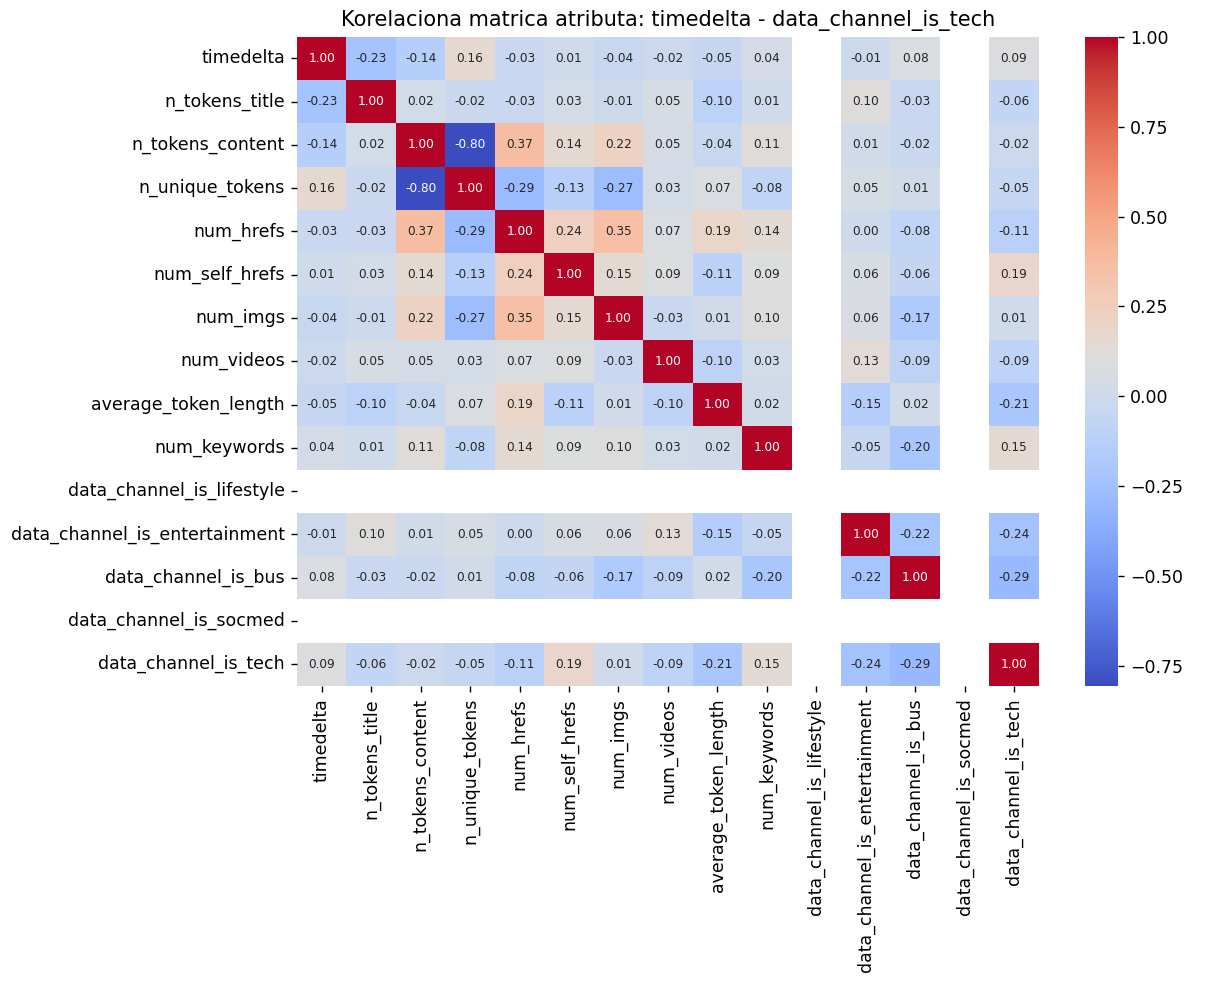 Korelaciona matrica atributa: timedelta - data_channel_is_tech
timedelta 1.00 -0.23 -0.14 0.16 -0.03 0.01 -0.04 -0.02 -0.05 0.04 -0.01 0.08 0.09
n_tokens_title -0.23 1.00 0.02 -0.02 -0.03 0.03 -0.01 0.05 -0.10 0.01 0.10 -0.03 -0.06
n_tokens_content -0.14 0.02 1.00 -0.80 0.37 0.14 0.22 0.05 -0.04 0.11 0.01 -0.02 -0.02
n_unique_tokens 0.16 -0.02 -0.80 1.00 -0.29 -0.13 -0.27 0.03 0.07 -0.08 0.05 0.01 -0.05
num_hrefs -0.03 -0.03 0.37 -0.29 1.00 0.24 0.35 0.07 0.19 0.14 0.00 -0.08 -0.11
num_self_hrefs 0.01 0.03 0.14 -0.13 0.24 1.00 0.15 0.09 -0.11 0.09 0.06 -0.06 0.19
num_imgs -0.04 -0.01 0.22 -0.27 0.35 0.15 1.00 -0.03 0.01 0.10 0.06 -0.17 0.01
num_videos -0.02 0.05 0.05 0.03 0.07 0.09 -0.03 1.00 -0.10 0.03 0.13 -0.09 -0.09
average_token_length -0.05 -0.10 -0.04 0.07 0.19 -0.11 0.01 -0.10 1.00 0.02 -0.15 0.02 -0.21
num_keywords 0.04 0.01 0.11 -0.08 0.14 0.09 0.10 0.03 0.02 1.00 -0.05 -0.20 0.15
data_channel_is_lifestyle
data_channel_is_entertainment -0.01 0.10 0.01 0.05 0.00 0.06 0.06 0.13 -0.15 -0.05 1.00 -0.22 -0.24
data_channel_is_bus 0.08 -0.03 -0.02 0.01 -0.08 -0.06 -0.17 -0.09 0.02 -0.20 -0.22 1.00 -0.29
data_channel_is_socmed
data_channel_is_tech 0.09 -0.06 -0.02 -0.05 -0.11 0.19 0.01 -0.09 -0.21 0.15 -0.24 -0.29 1.00
timedelta
n_tokens_title
n_tokens_content
n_unique_tokens
num_hrefs
num_self_hrefs
num_imgs
num_videos
average_token_length
num_keywords
data_channel_is_lifestyle
data_channel_is_entertainment
data_channel_is_bus
data_channel_is_socmed
data_channel_is_tech
1.00
0.75
0.50
0.25
0.00
−0.25
−0.50
−0.75